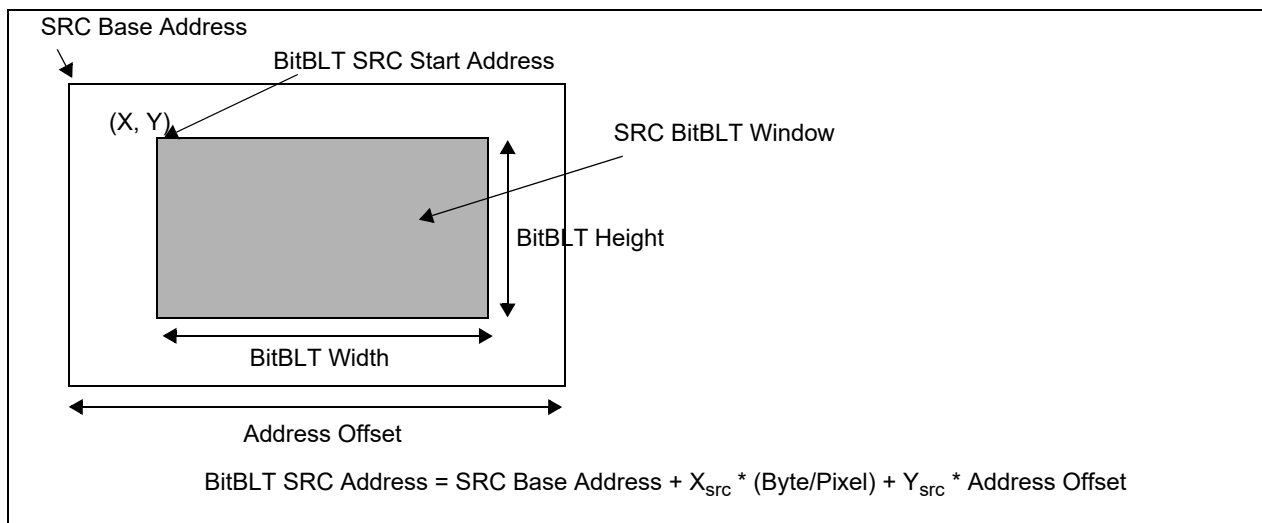 SRC Base Address
BitBLT SRC Start Address
(X, Y)
SRC BitBLT Window
BitBLT Height
BitBLT Width
Address Offset
BitBLT SRC Address = SRC Base Address + Xsrc * (Byte/Pixel) + Ysrc * Address Offset